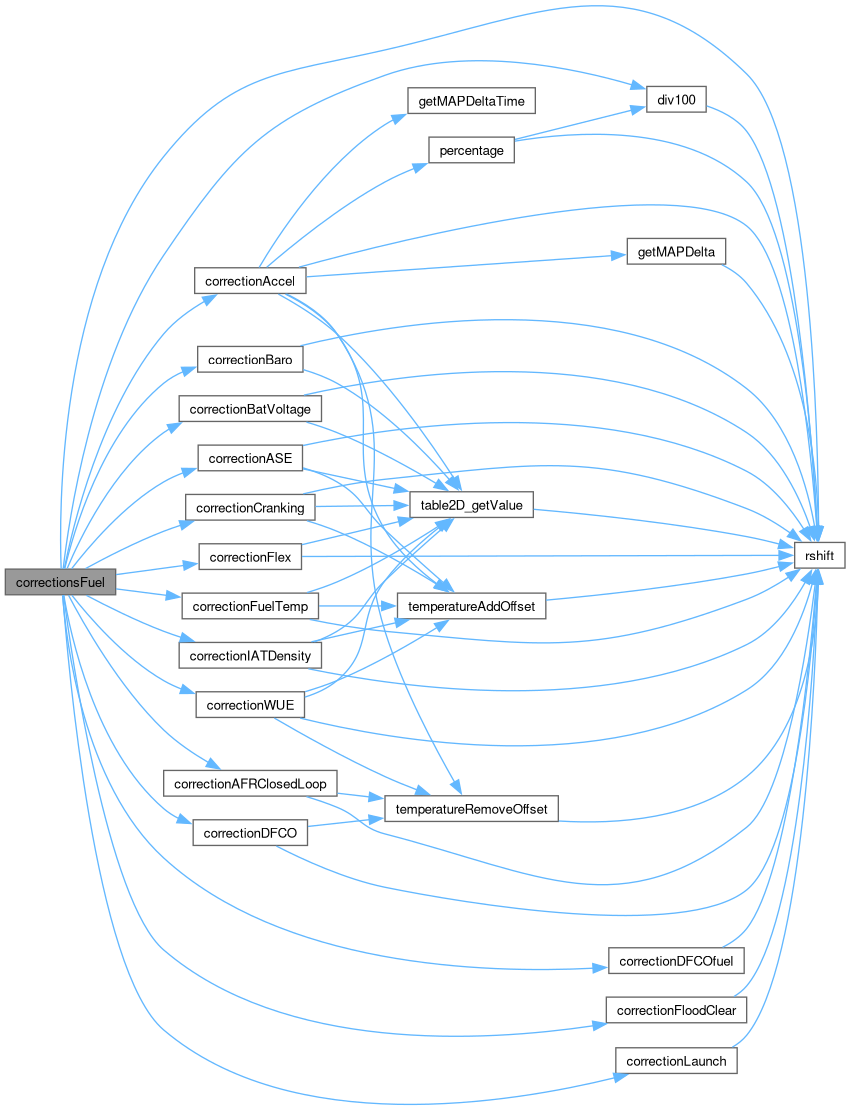 getMAPDeltaTime
div100
percentage
getMAPDelta
correctionAccel
correctionBaro
correctionBatVoltage
correctionASE
table2D_getValue
correctionCranking
correctionFlex
rshift
correctionsFuel
correctionFuelTemp
temperatureAddOffset
correctionIATDensity
correctionWUE
correctionAFRClosedLoop
temperatureRemoveOffset
correctionDFCO
correctionDFCOfuel
correctionFloodClear
correctionLaunch